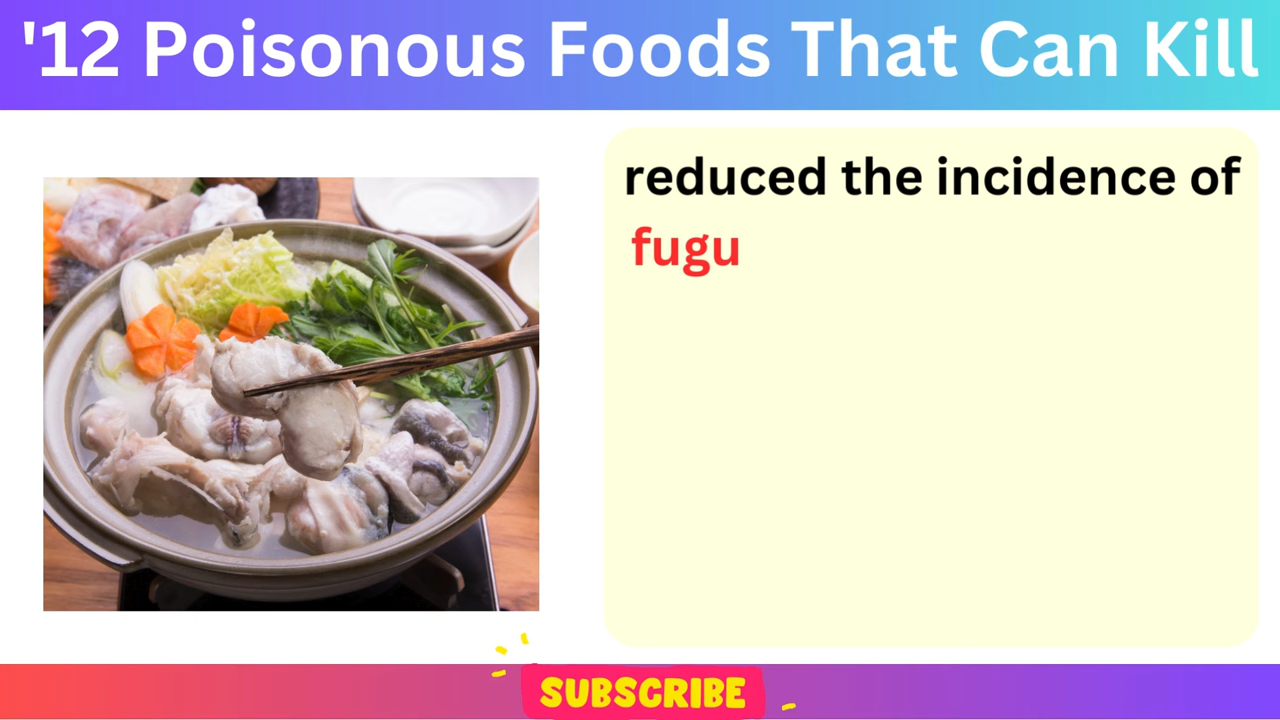 '12 Poisonous Foods That Can Kill
reduced the incidence of
fugu
SUBSCRIBE